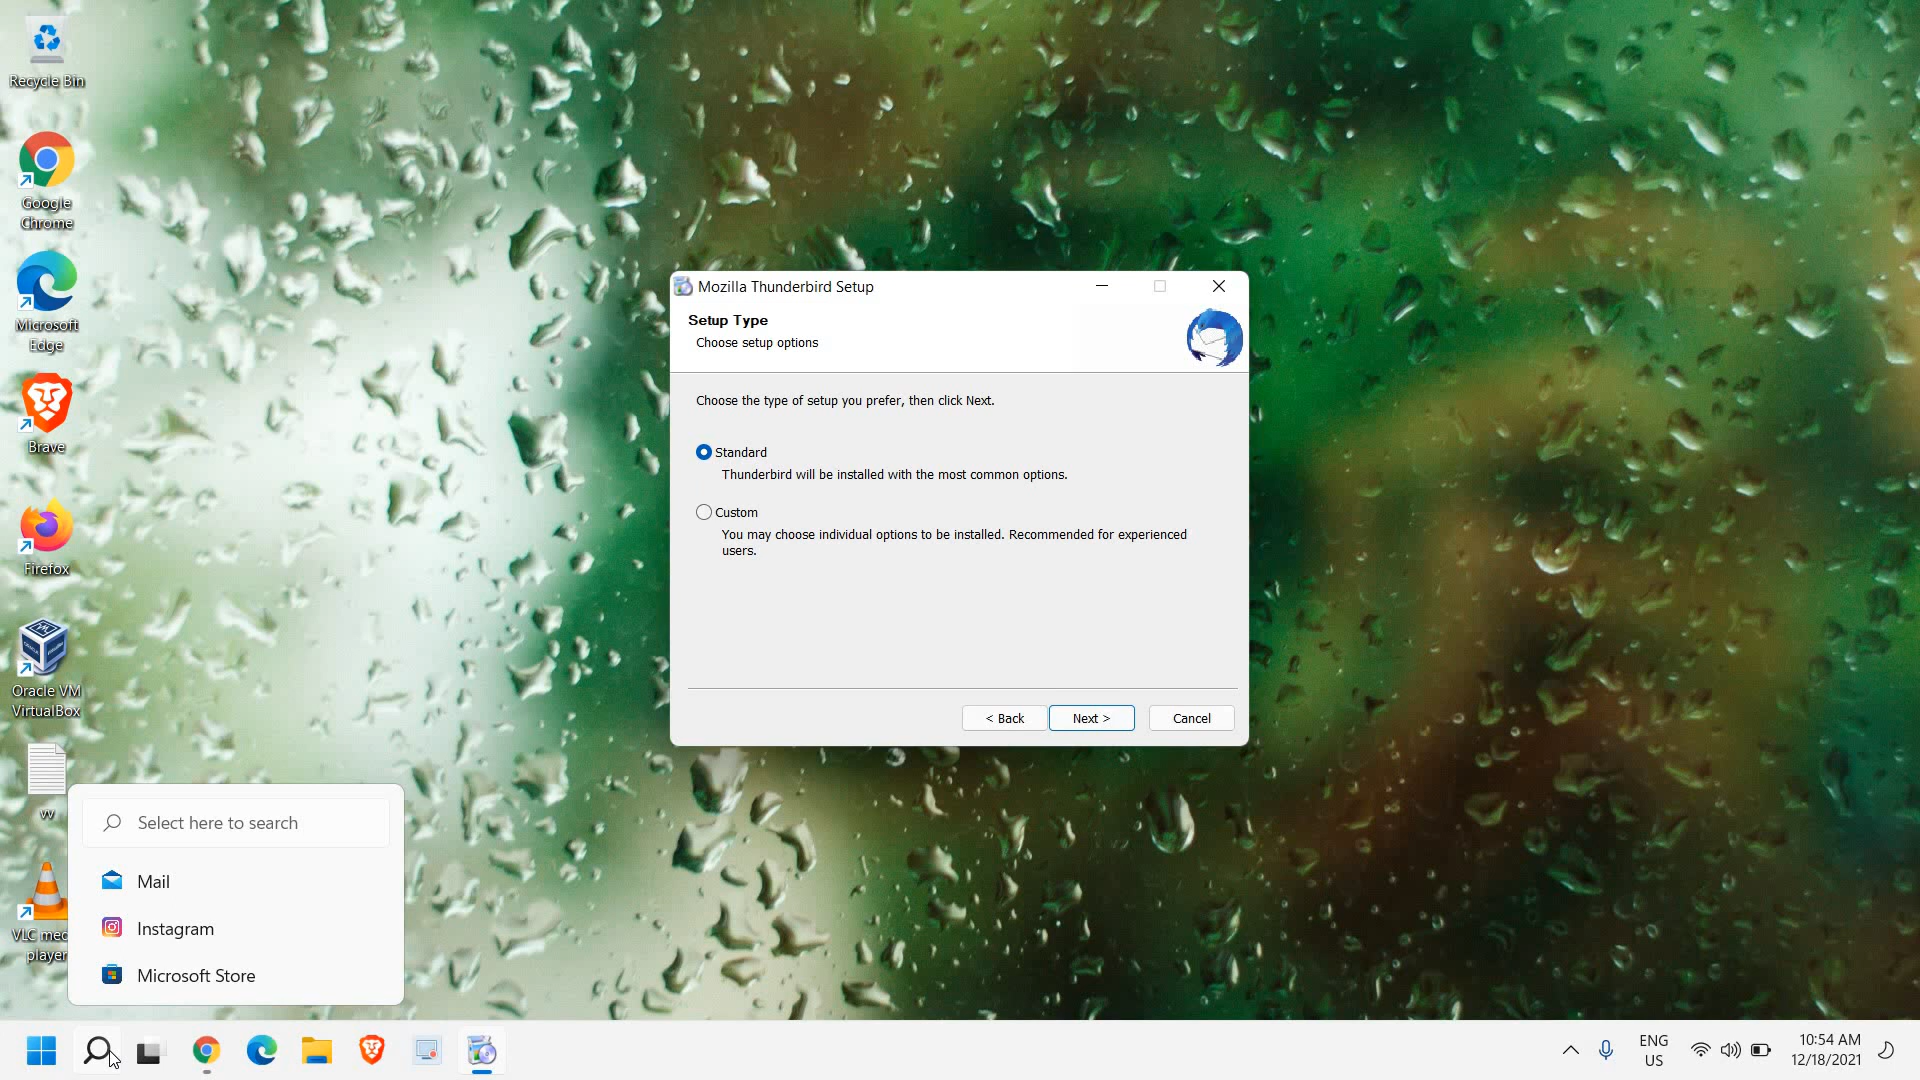 Recycle Bin
Google
Chrome
Microsoft
Edge
Brave
Firefox
Oracle VM
VirtualBox
vv
VLC med
player
Mozilla Thunderbird Setup
Setup Type
Choose setup options
Choose the type of setup you prefer, then click Next.
Standard
Thunderbird will be installed with the most common options.
Custom
You may choose individual options to be installed. Recommended for experienced
users.
< Back
Next >
Cancel
Select here to search
Mail
Instagram
Microsoft Store
ENG
US
10:54 AM
12/18/2021